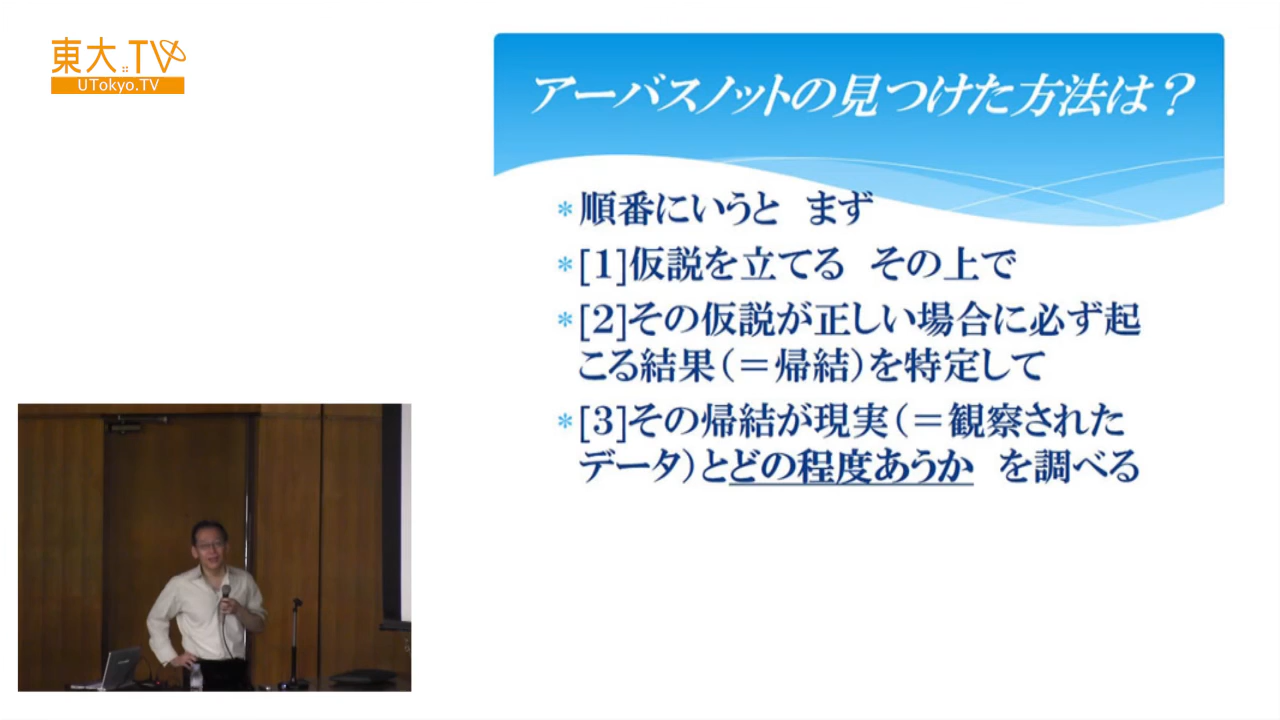 東大.TV
UTokyo.TV
アーバスノットの見つけた方法は？
*順番にいうと　まず
*[1]仮説を立てる　その上で
*[2]その仮説が正しい場合に必ず起
こる結果（＝帰結）を特定して
*[3]その帰結が現実（＝観察された
データ）とどの程度あうか　を調べる